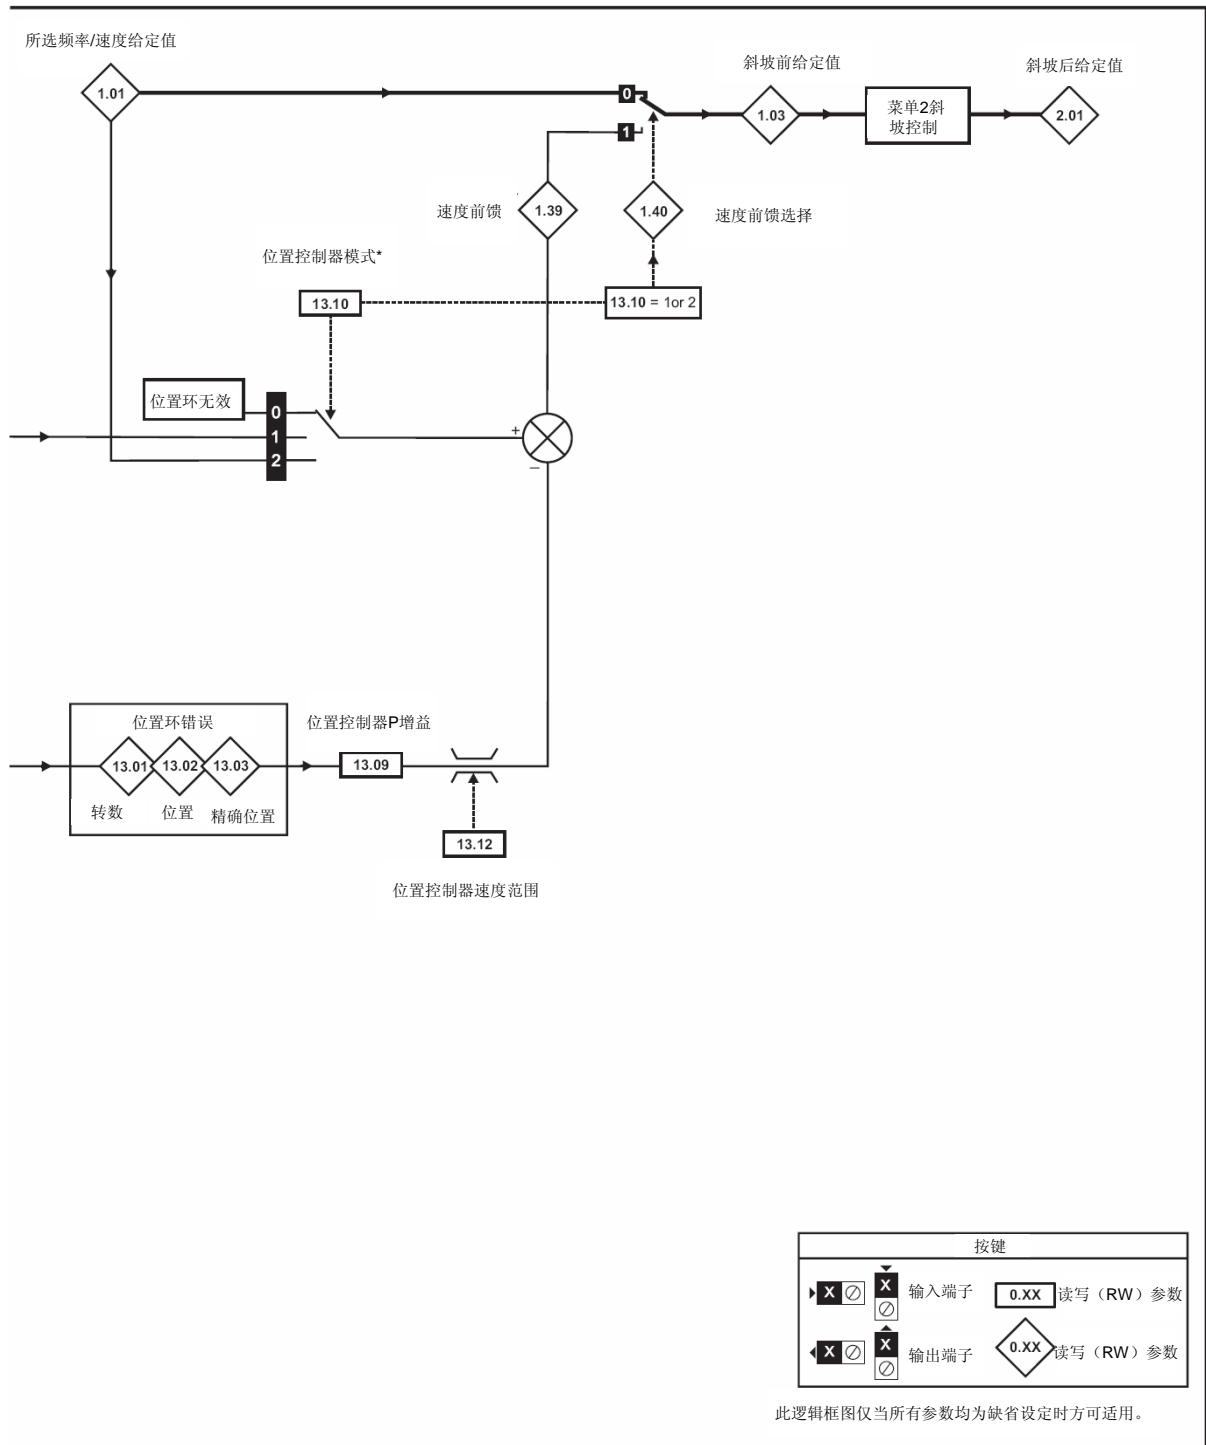 所选频率/速度给定值
斜坡前给定值
斜坡后给定值
1.01
0
1.03
菜单2斜
坡控制
2.01
1
速度前馈
1.39
1.40
速度前馈选择
位置控制器模式*
13.10
13.10 = 1or 2
位置环无效
0
1
2
+
−
位置环错误
位置控制器P增益
13.01
13.02
13.03
13.09
转数
位置
精确位置
13.12
位置控制器速度范围
按键
X
X
输入端子
0.XX
读写（RW）参数
X
X
输出端子
0.XX
读写（RW）参数
此逻辑框图仅当所有参数均为缺省设定时方可适用。